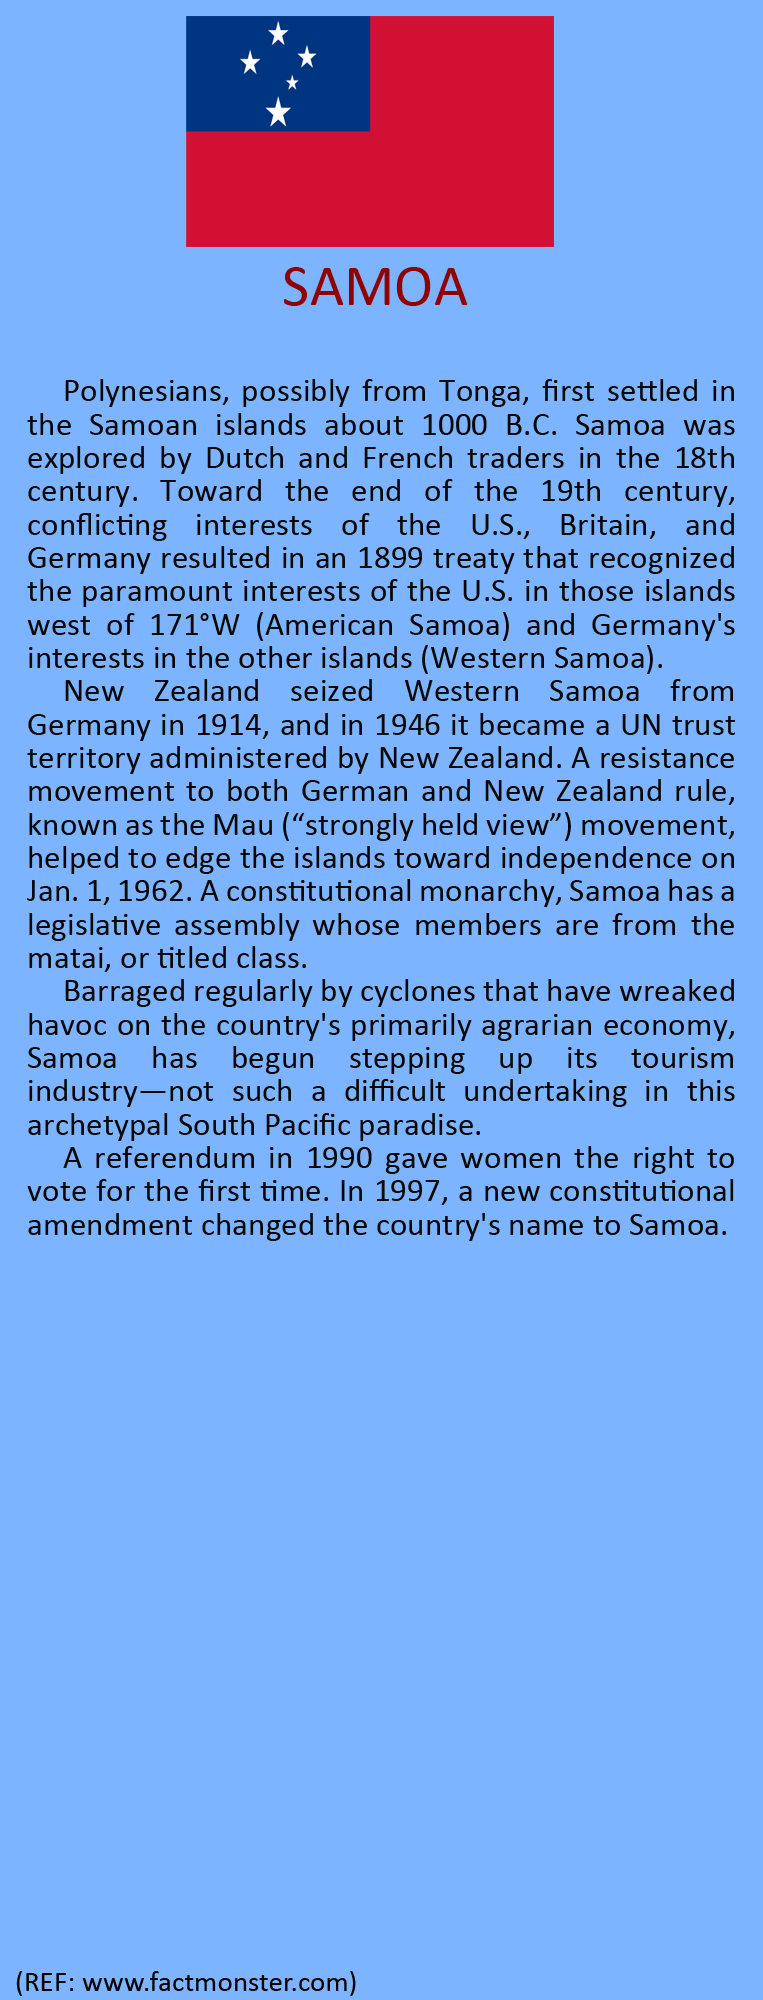 SAMOA
Polynesians, possibly from Tonga, first settled in
the Samoan islands about 1000 B.C. Samoa was
explored by Dutch and French traders in the 18th
century. Toward the end of the 19th century,
conflicting interests of the U.S., Britain, and
Germany resulted in an 1899 treaty that recognized
the paramount interests of the U.S. in those islands
west of 171°W (American Samoa) and Germany's
interests in the other islands (Western Samoa).
New Zealand seized Western Samoa from
Germany in 1914, and in 1946 it became a UN trust
territory administered by New Zealand. A resistance
movement to both German and New Zealand rule,
known as the Mau (“strongly held view”) movement,
helped to edge the islands toward independence on
Jan. 1, 1962. A constitutional monarchy, Samoa has a
legislative assembly whose members are from the
matai, or titled class.
Barraged regularly by cyclones that have wreaked
havoc on the country's primarily agrarian economy,
Samoa has begun stepping up its tourism
industry—not such a difficult undertaking in this
archetypal South Pacific paradise.
A referendum in 1990 gave women the right to
vote for the first time. In 1997, a new constitutional
amendment changed the country's name to Samoa.
(REF: www.factmonster.com)